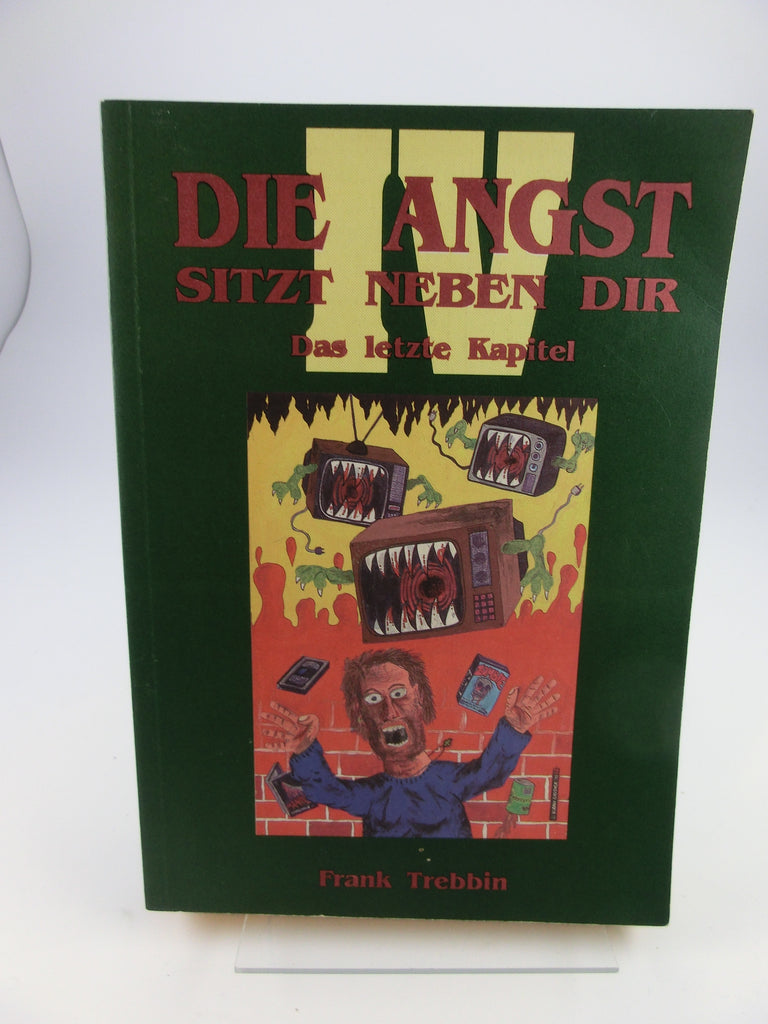 IV
DIE ANGST
SITZT NEBEN DIR
Das letzte Kapitel
Frank Trebbin